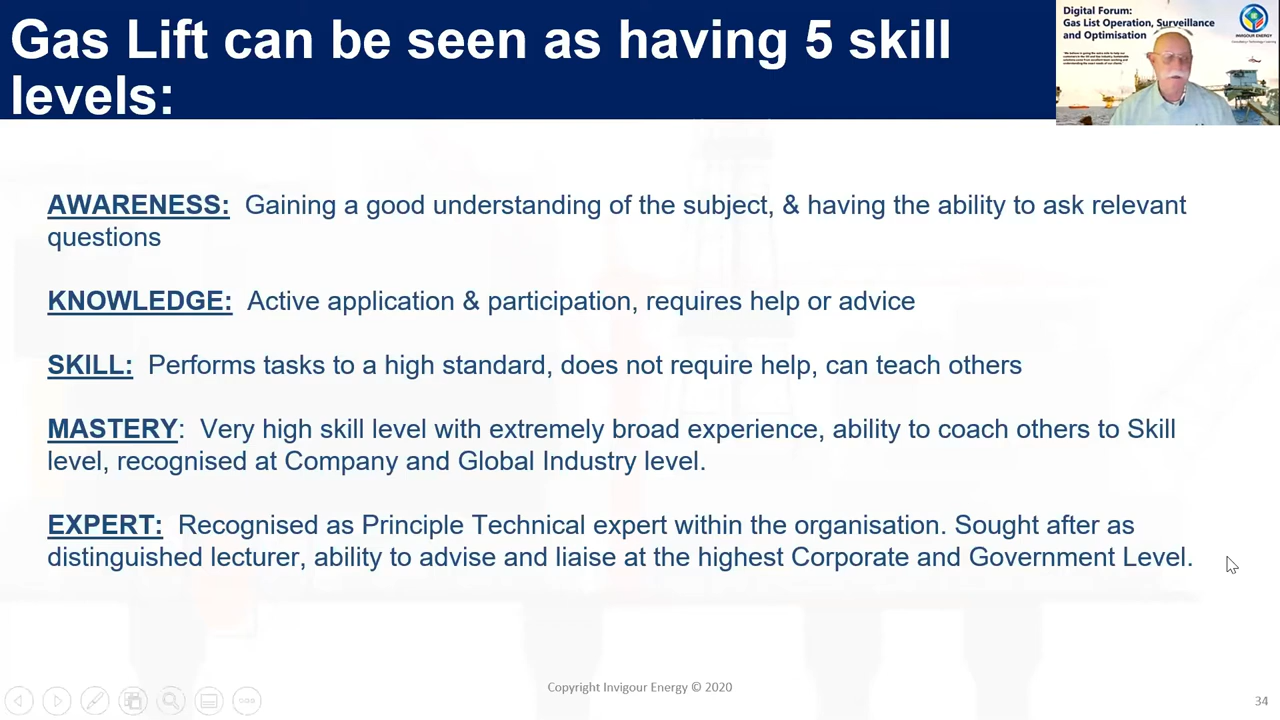 Gas Lift can be seen as having 5 skill
levels:
Digital Forum:
Gas List Operation, Surveillance
and Optimisation
INVIGOUR ENERGY
AWARENESS: Gaining a good understanding of the subject, & having the ability to ask relevant
questions
KNOWLEDGE: Active application & participation, requires help or advice
SKILL: Performs tasks to a high standard, does not require help, can teach others
MASTERY: Very high skill level with extremely broad experience, ability to coach others to Skill
level, recognised at Company and Global Industry level.
EXPERT: Recognised as Principle Technical expert within the organisation. Sought after as
distinguished lecturer, ability to advise and liaise at the highest Corporate and Government Level.
Copyright Invigour Energy © 2020
34